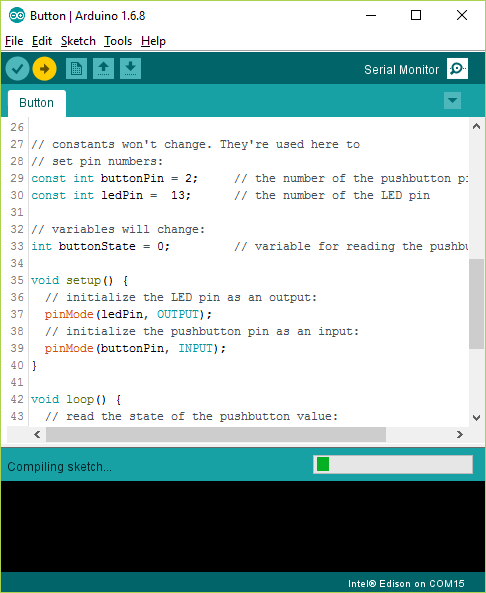 Button | Arduino 1.6.8
File Edit Sketch Tools Help
Serial Monitor
Button
26
27 // constants won't change. They're used here to
28 // set pin numbers:
29 const int buttonPin = 2;     // the number of the pushbutton pi
30 const int ledPin =  13;      // the number of the LED pin
31
32 // variables will change:
33 int buttonState = 0;         // variable for reading the pushbu
34
35 void setup() {
36   // initialize the LED pin as an output:
37   pinMode(ledPin, OUTPUT);
38   // initialize the pushbutton pin as an input:
39   pinMode(buttonPin, INPUT);
40 }
41
42 void loop() {
43   // read the state of the pushbutton value:
Compiling sketch...
Intel® Edison on COM15